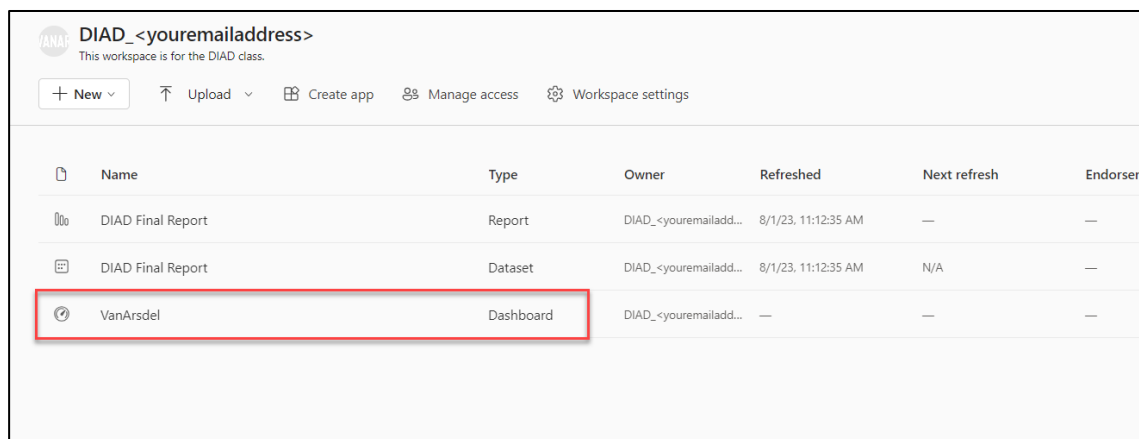 VANAR
DIAD_<youremailaddress>
This workspace is for the DIAD class.
New Upload Create app Manage access Workspace settings
Name Type Owner Refreshed Next refresh Endorser
DIAD Final Report Report DIAD_<youremailadd... 8/1/23, 11:12:35 AM — —
DIAD Final Report Dataset DIAD_<youremailadd... 8/1/23, 11:12:35 AM N/A —
VanArsdel Dashboard DIAD_<youremailadd... — — —